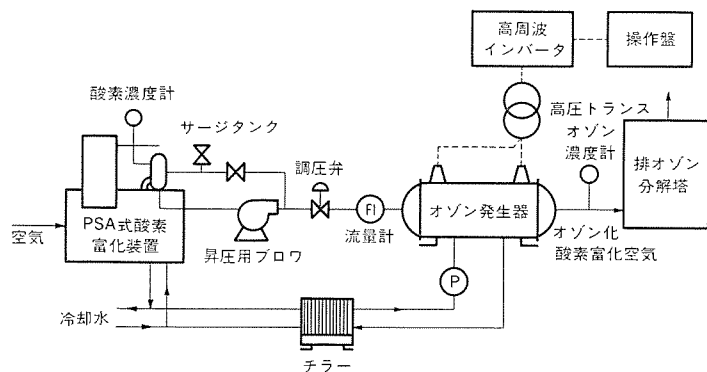 高周波
インバータ
操作盤
酸素濃度計
サージタンク
高圧トランス
オゾン
濃度計
調圧弁
排オゾン
分解塔
PSA式酸素
富化装置
FI
オゾン発生器
空気
昇圧用ブロワ
流量計
オゾン化
酸素富化空気
P
冷却水
チラー